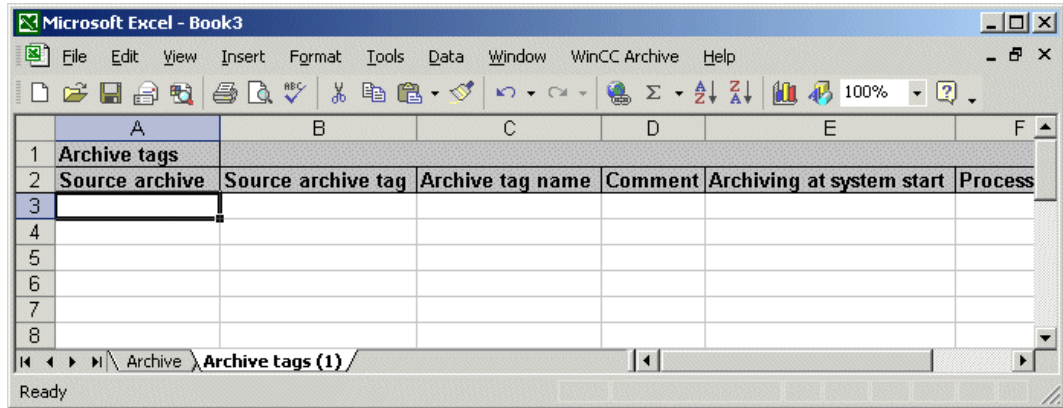 Microsoft Excel - Book3
File Edit View Insert Format Tools Data Window WinCC Archive Help
ABC Σ A Z Z A 100% ?
A B C D E F
1 Archive tags
2 Source archive Source archive tag Archive tag name Comment Archiving at system start Process
3
4
5
6
7
8
Archive Archive tags (1)
Ready